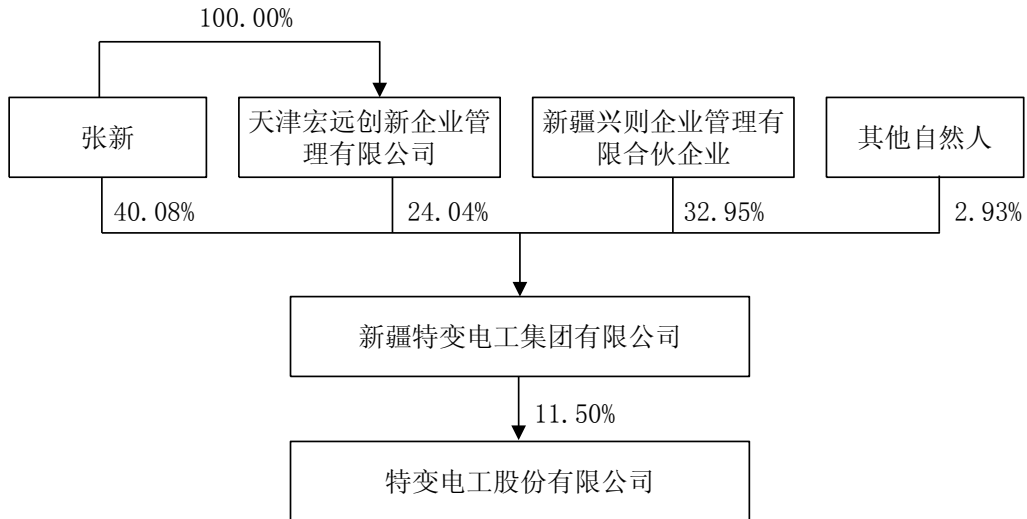 100.00%
张新
天津宏远创新企业管
理有限公司
新疆兴则企业管理有
限合伙企业
其他自然人
40.08%
24.04%
32.95%
2.93%
新疆特变电工集团有限公司
11.50%
特变电工股份有限公司